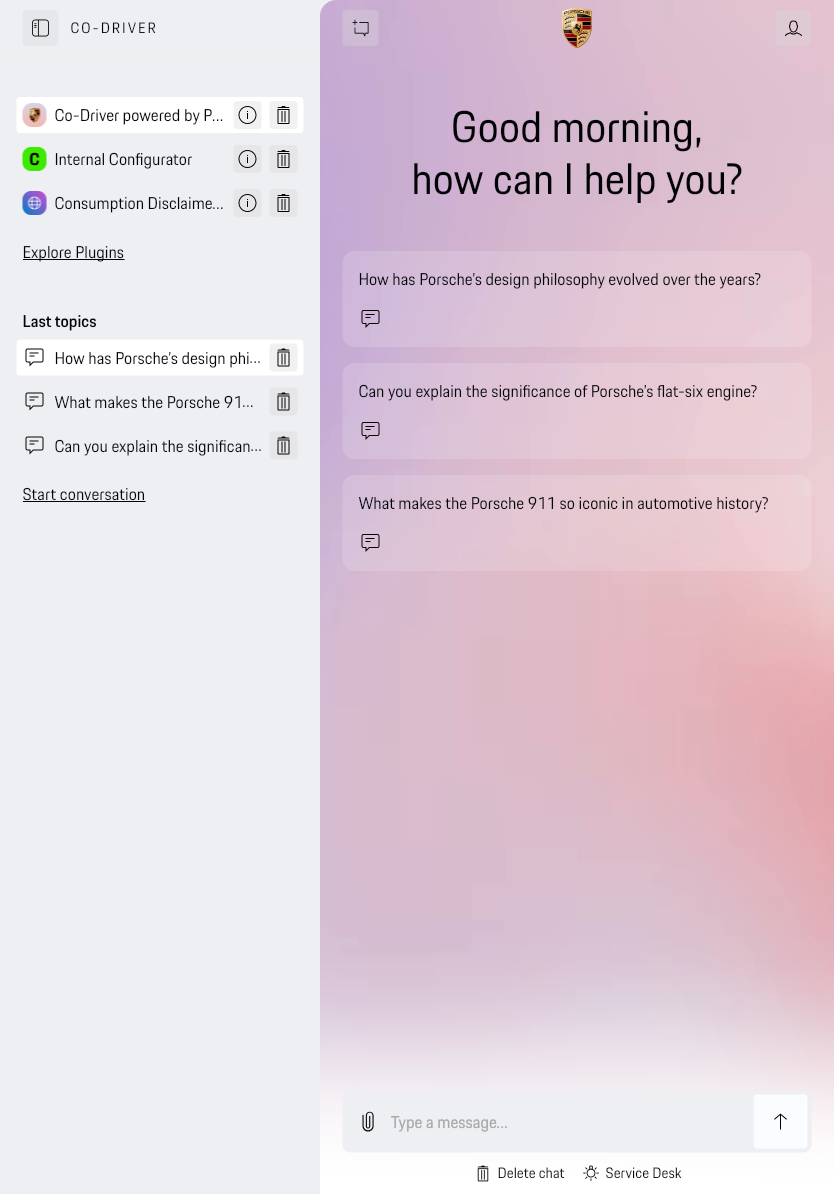 CO-DRIVER
Co-Driver powered by P...
C
Internal Configurator
Consumption Disclaime...
Explore Plugins
Last topics
How has Porsche's design phi...
What makes the Porsche 91...
Can you explain the significan...
Start conversation
PORSCHE
Good morning,
how can I help you?
How has Porsche's design philosophy evolved over the years?
Can you explain the significance of Porsche's flat-six engine?
What makes the Porsche 911 so iconic in automotive history?
Type a message...
Delete chat
Service Desk